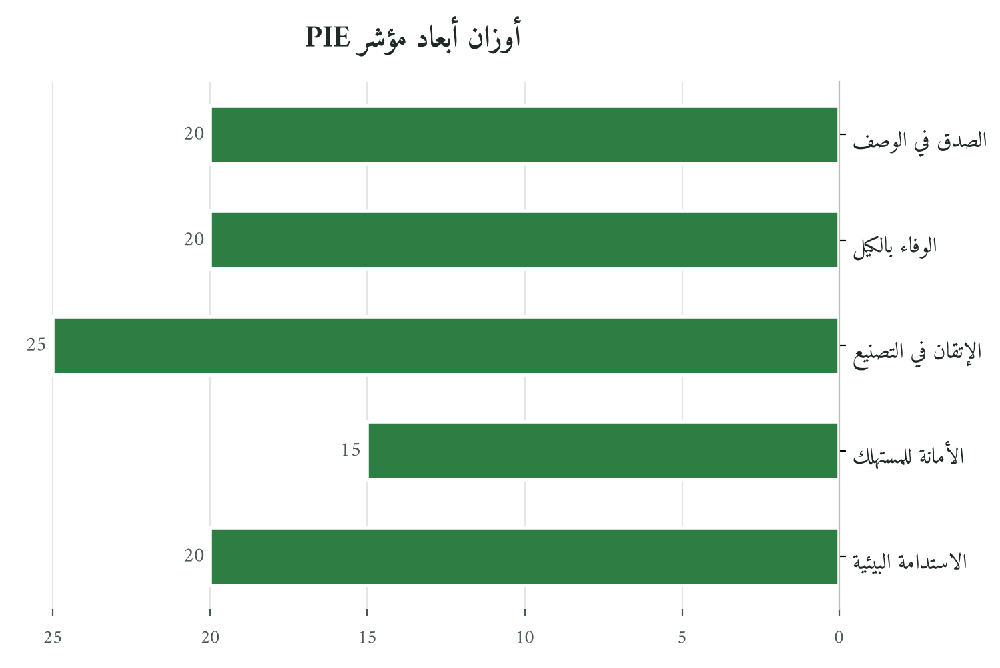 أوزان أبعاد مؤشر PIE
الصدق في الوصف
20
الوفاء بالكيل
20
الإتقان في التصنيع
25
الأمانة للمستهلك
15
الاستدامة البيئية
20
0 5 10 15 20 25